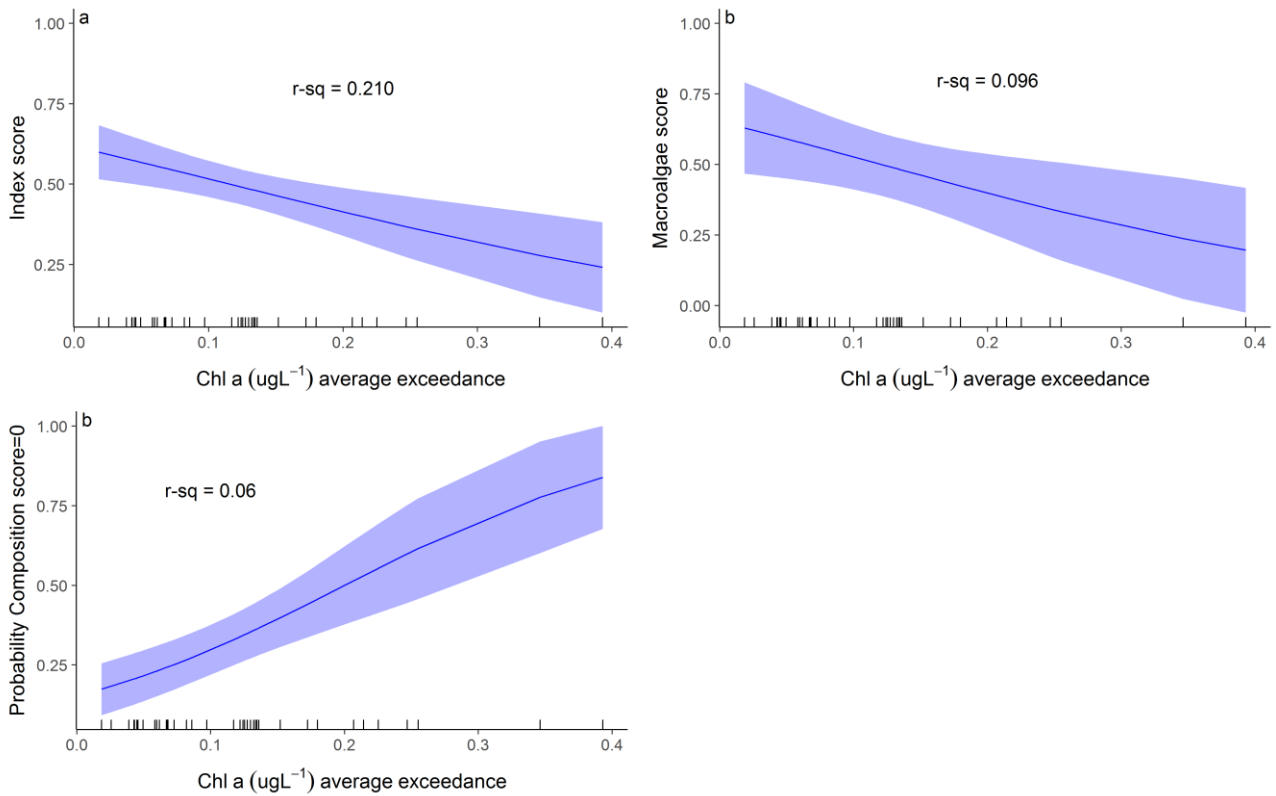 a
1.00
0.75
0.50
0.25
Index score
r-sq = 0.210
0.0 0.1 0.2 0.3 0.4
Chl a (ugL⁻¹) average exceedance
b
1.00
0.75
0.50
0.25
0.00
Macroalgae score
r-sq = 0.096
0.0 0.1 0.2 0.3 0.4
Chl a (ugL⁻¹) average exceedance
b
1.00
0.75
0.50
0.25
Probability Composition score=0
r-sq = 0.06
0.0 0.1 0.2 0.3 0.4
Chl a (ugL⁻¹) average exceedance